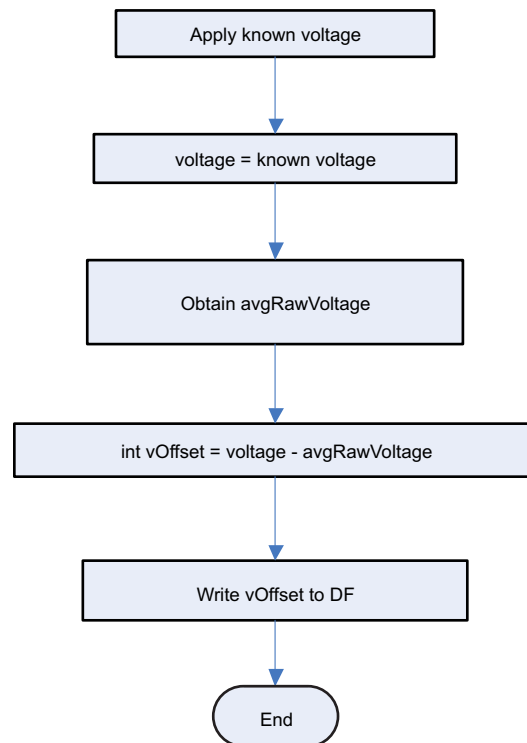 Apply known voltage
voltage = known voltage
Obtain avgRawVoltage
int vOffset = voltage - avgRawVoltage
Write vOffset to DF
End